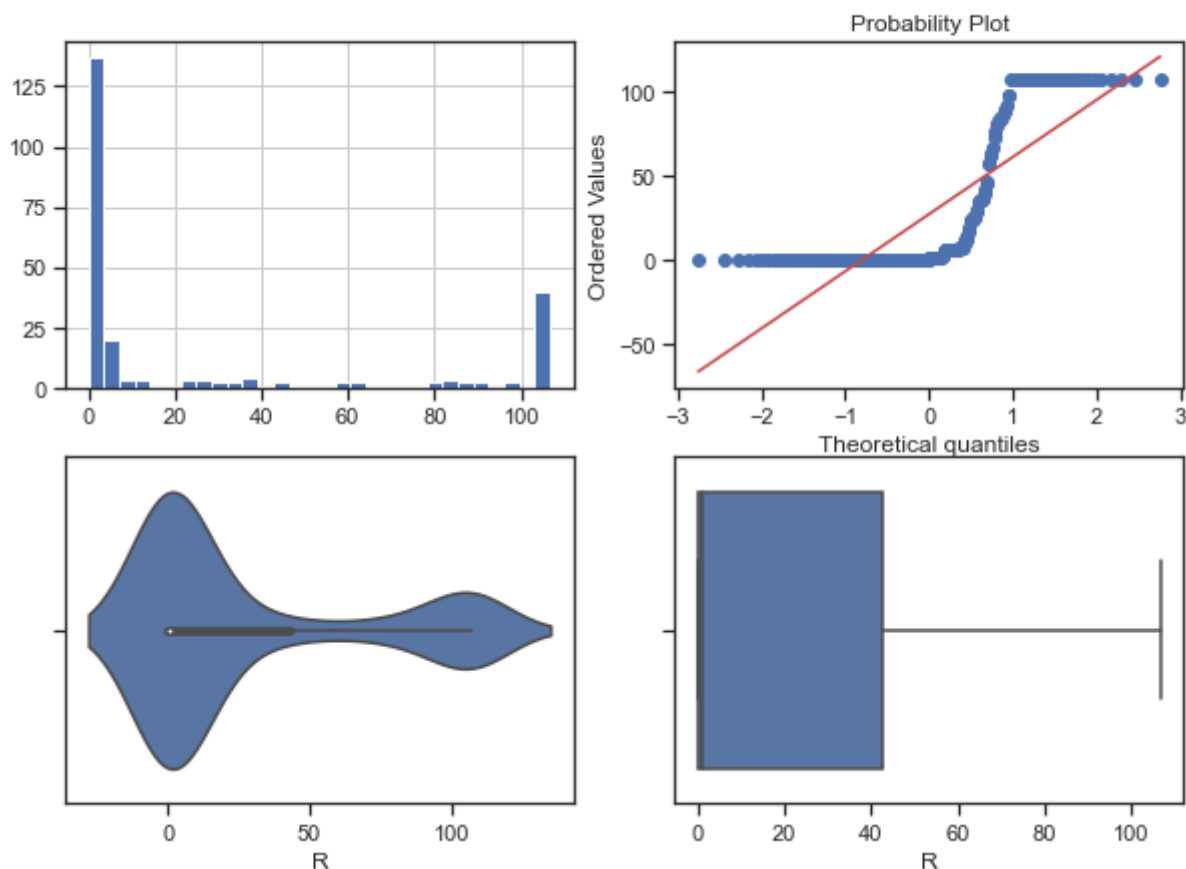 Probability Plot
125
100
75
50
25
0
0 20 40 60 80 100
Ordered Values
100
50
0
−50
−3 −2 −1 0 1 2 3
Theoretical quantiles
0 50 100
R
0 20 40 60 80 100
R